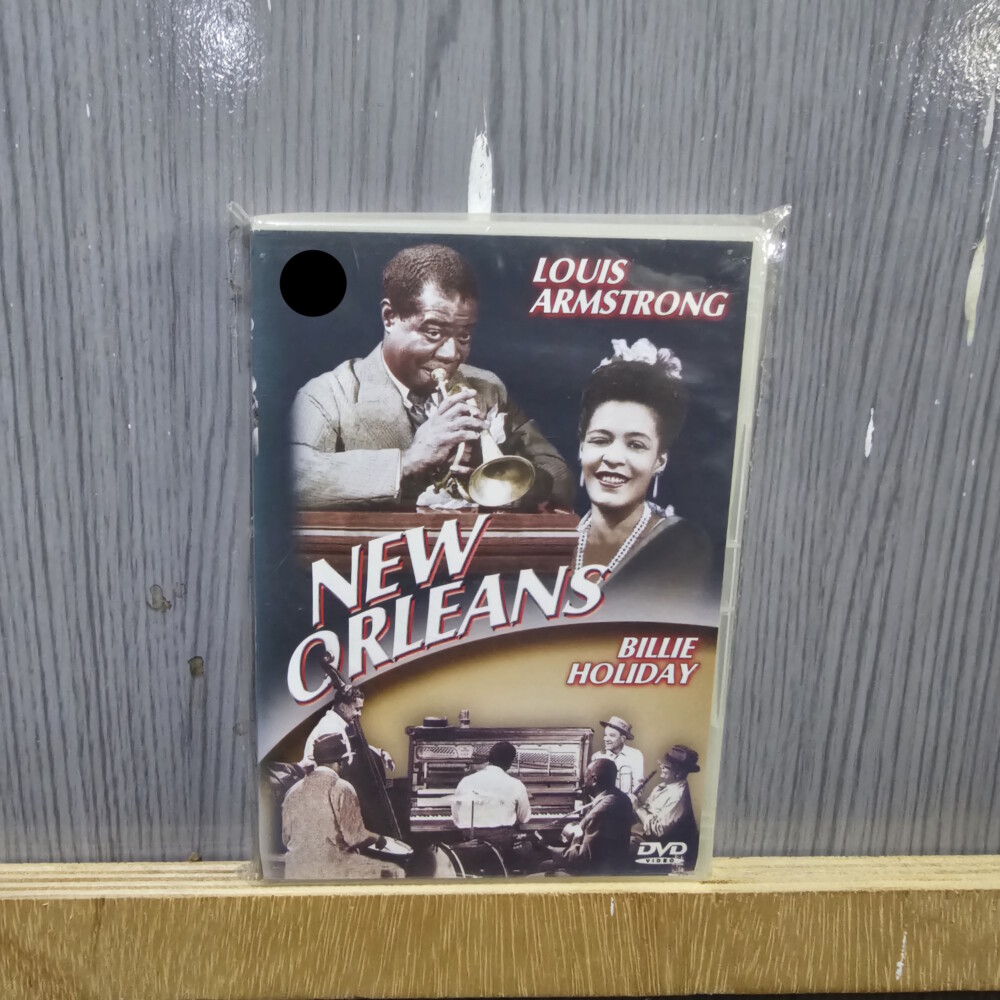 LOUIS
ARMSTRONG
NEW
ORLEANS
BILLIE
HOLIDAY
DVD
VIDEO